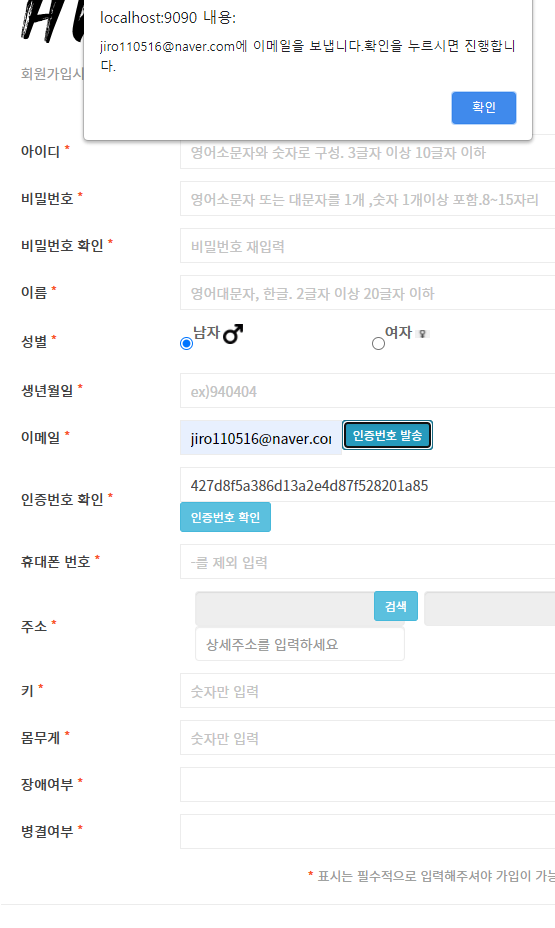 localhost:9090 내용:
jiro110516@naver.com에 이메일을 보냅니다.확인을 누르시면 진행합니
다.
확인
회원가입시
아이디 *
영어소문자와 숫자로 구성. 3글자 이상 10글자 이하
비밀번호 *
영어소문자 또는 대문자를 1개 ,숫자 1개이상 포함.8~15자리
비밀번호 확인 *
비밀번호 재입력
이름 *
영어대문자, 한글. 2글자 이상 20글자 이하
성별 *
남자
여자
생년월일 *
ex)940404
이메일 *
jiro110516@naver.cor
인증번호 발송
인증번호 확인 *
427d8f5a386d13a2e4d87f528201a85
인증번호 확인
휴대폰 번호 *
-를 제외 입력
주소 *
검색
상세주소를 입력하세요
키 *
숫자만 입력
몸무게 *
숫자만 입력
장애여부 *
병결여부 *
* 표시는 필수적으로 입력해주셔야 가입이 가능